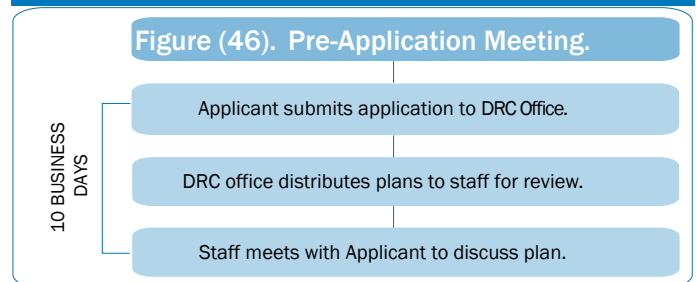 Figure (46). Pre-Application Meeting.
Applicant submits application to DRC Office.
10 BUSINESS
DAYS
DRC office distributes plans to staff for review.
Staff meets with Applicant to discuss plan.